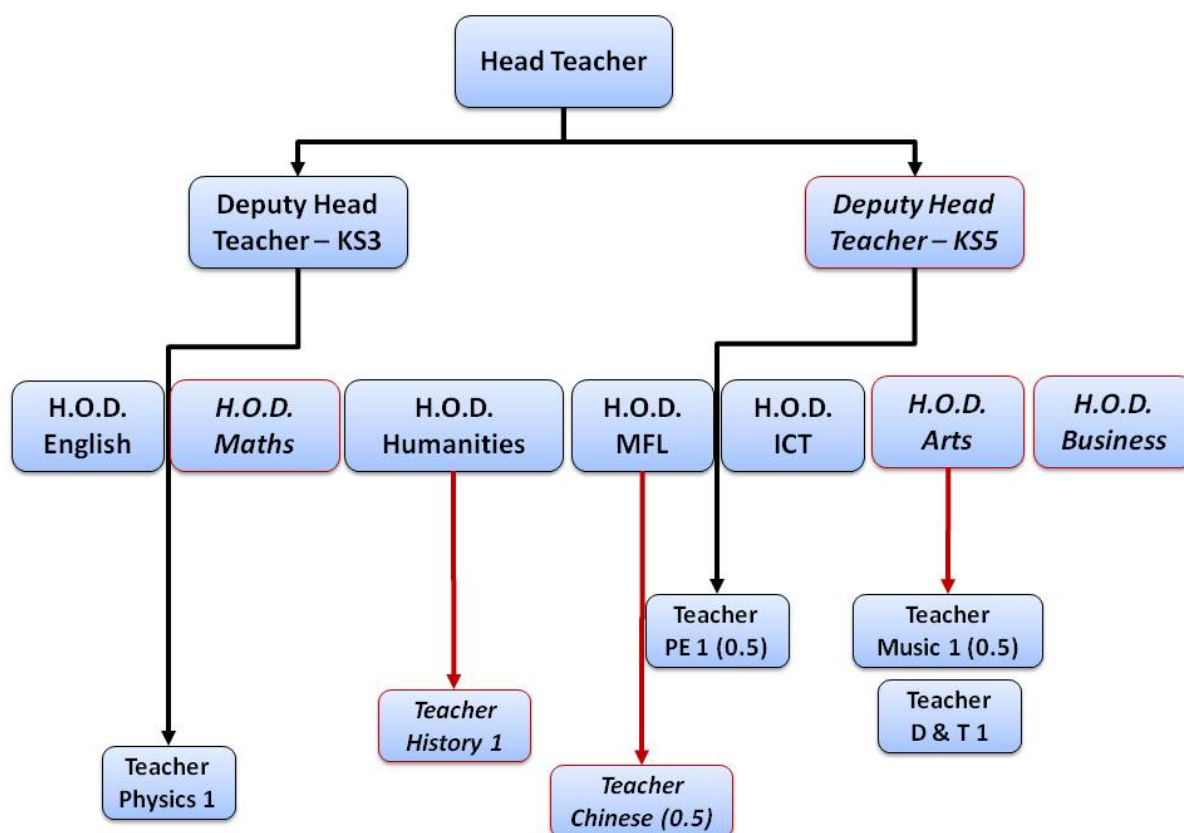 Head Teacher
Deputy Head
Teacher – KS3
Deputy Head
Teacher – KS5
H.O.D.
English
H.O.D.
Maths
H.O.D.
Humanities
H.O.D.
MFL
H.O.D.
ICT
H.O.D.
Arts
H.O.D.
Business
Teacher
PE 1 (0.5)
Teacher
Music 1 (0.5)
Teacher
D & T 1
Teacher
History 1
Teacher
Physics 1
Teacher
Chinese (0.5)